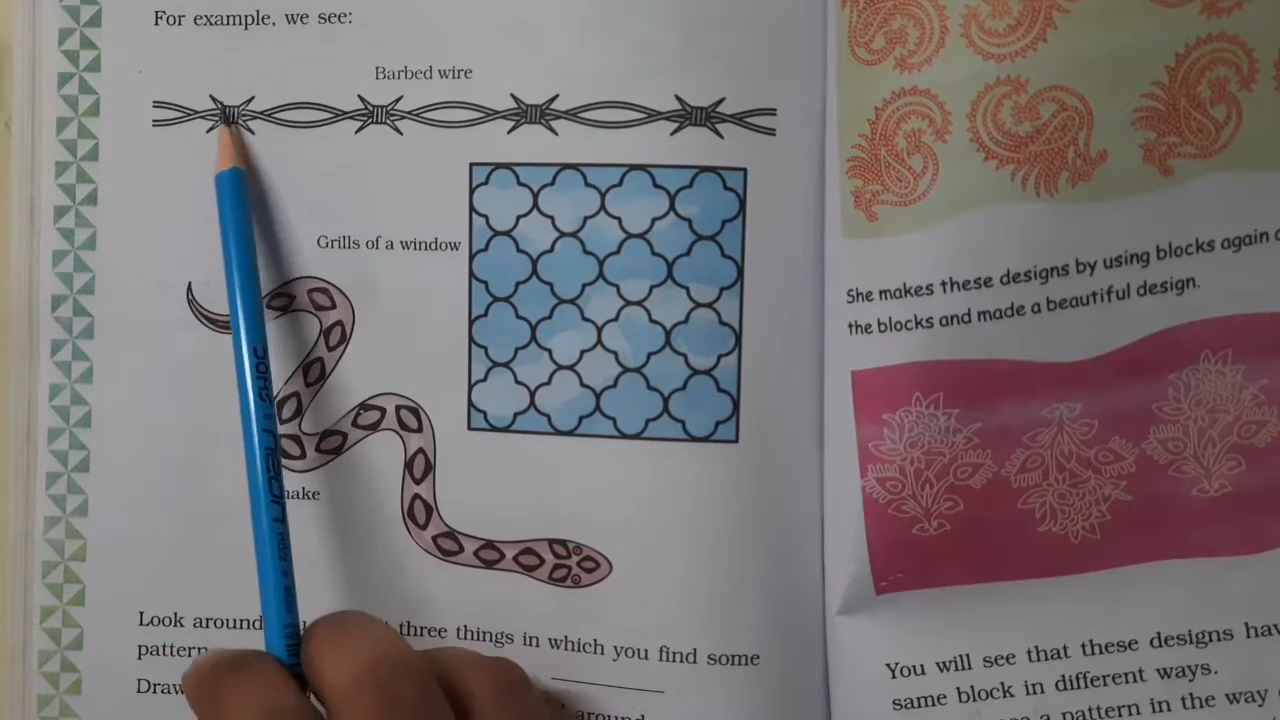 For example, we see:
Barbed wire
Grills of a window
Look around three things in which you find some
pattern
Draw
around
She makes these designs by using blocks again
the blocks and made a beautiful design.
You will see that these designs
same block in different ways.
a pattern in the way